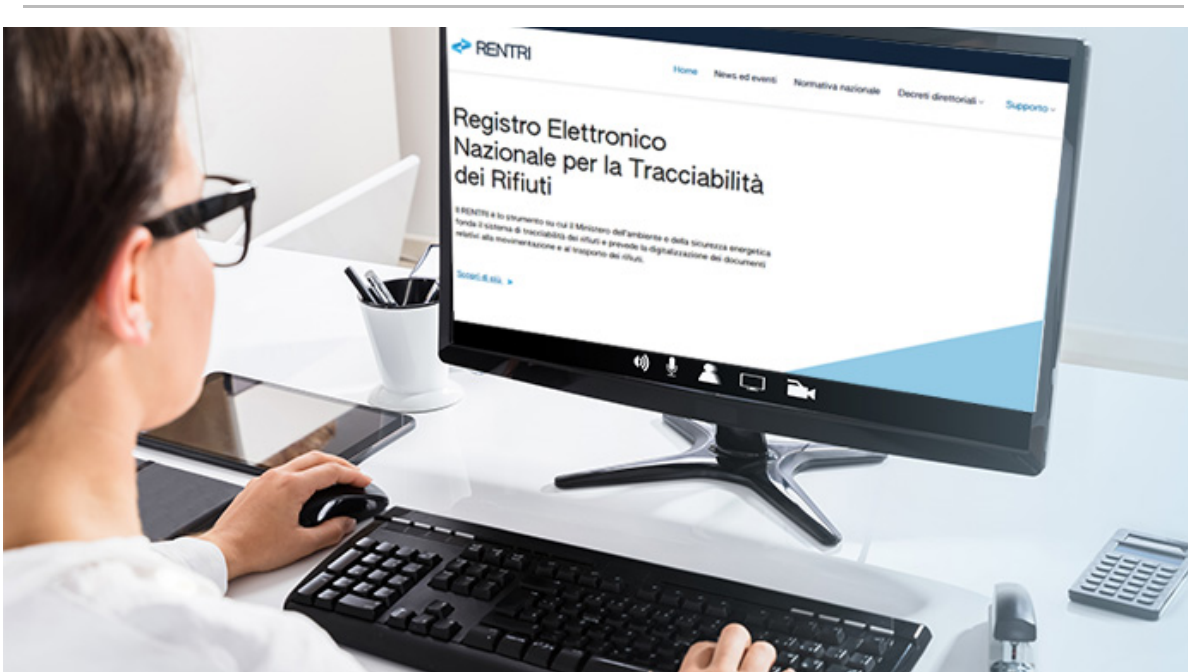 RENTRI
Home News ed eventi Normativa nazionale Decreti direttoriali Supporto
Registro Elettronico
Nazionale per la Tracciabilità
dei Rifiuti
Il RENTRI è lo strumento su cui il Ministero dell'ambiente e della sicurezza energetica
fonda il sistema di tracciabilità dei rifiuti e prevede la digitalizzazione dei documenti
relativi alla movimentazione e al trasporto dei rifiuti.
Scopri di più